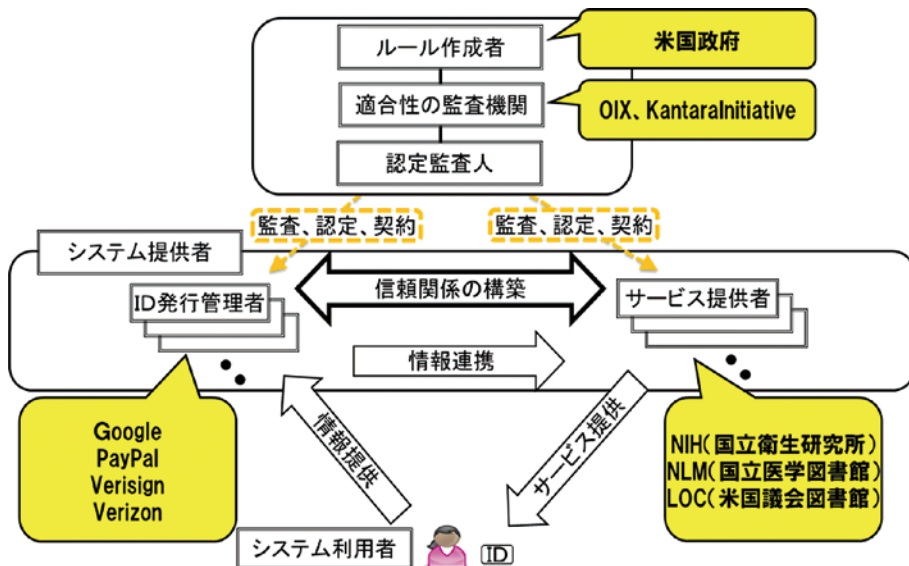 ルール作成者
米国政府
適合性の監査機関
OIX、KantaraInitiative
認定監査人
監査、認定、契約
監査、認定、契約
システム提供者
ID発行管理者
信頼関係の構築
サービス提供者
情報連携
Google
PayPal
Verisign
Verizon
情報提供
サービス提供
NIH(国立衛生研究所)
NLM(国立医学図書館)
LOC(米国議会図書館)
システム利用者
ID